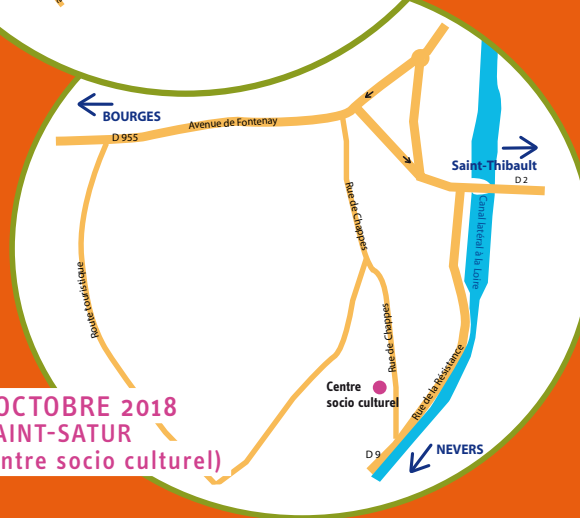 BOURGES
D 955
Avenue de Fontenay
Saint-Thibault
D 2
Canal latéral à la Loire
Rue de Chappes
Route touristique
Rue de Chappes
Rue de la Résistance
Centre
socio culturel
D 9
NEVERS
OCTOBRE 2018
AINT-SATUR
ntre socio culturel)